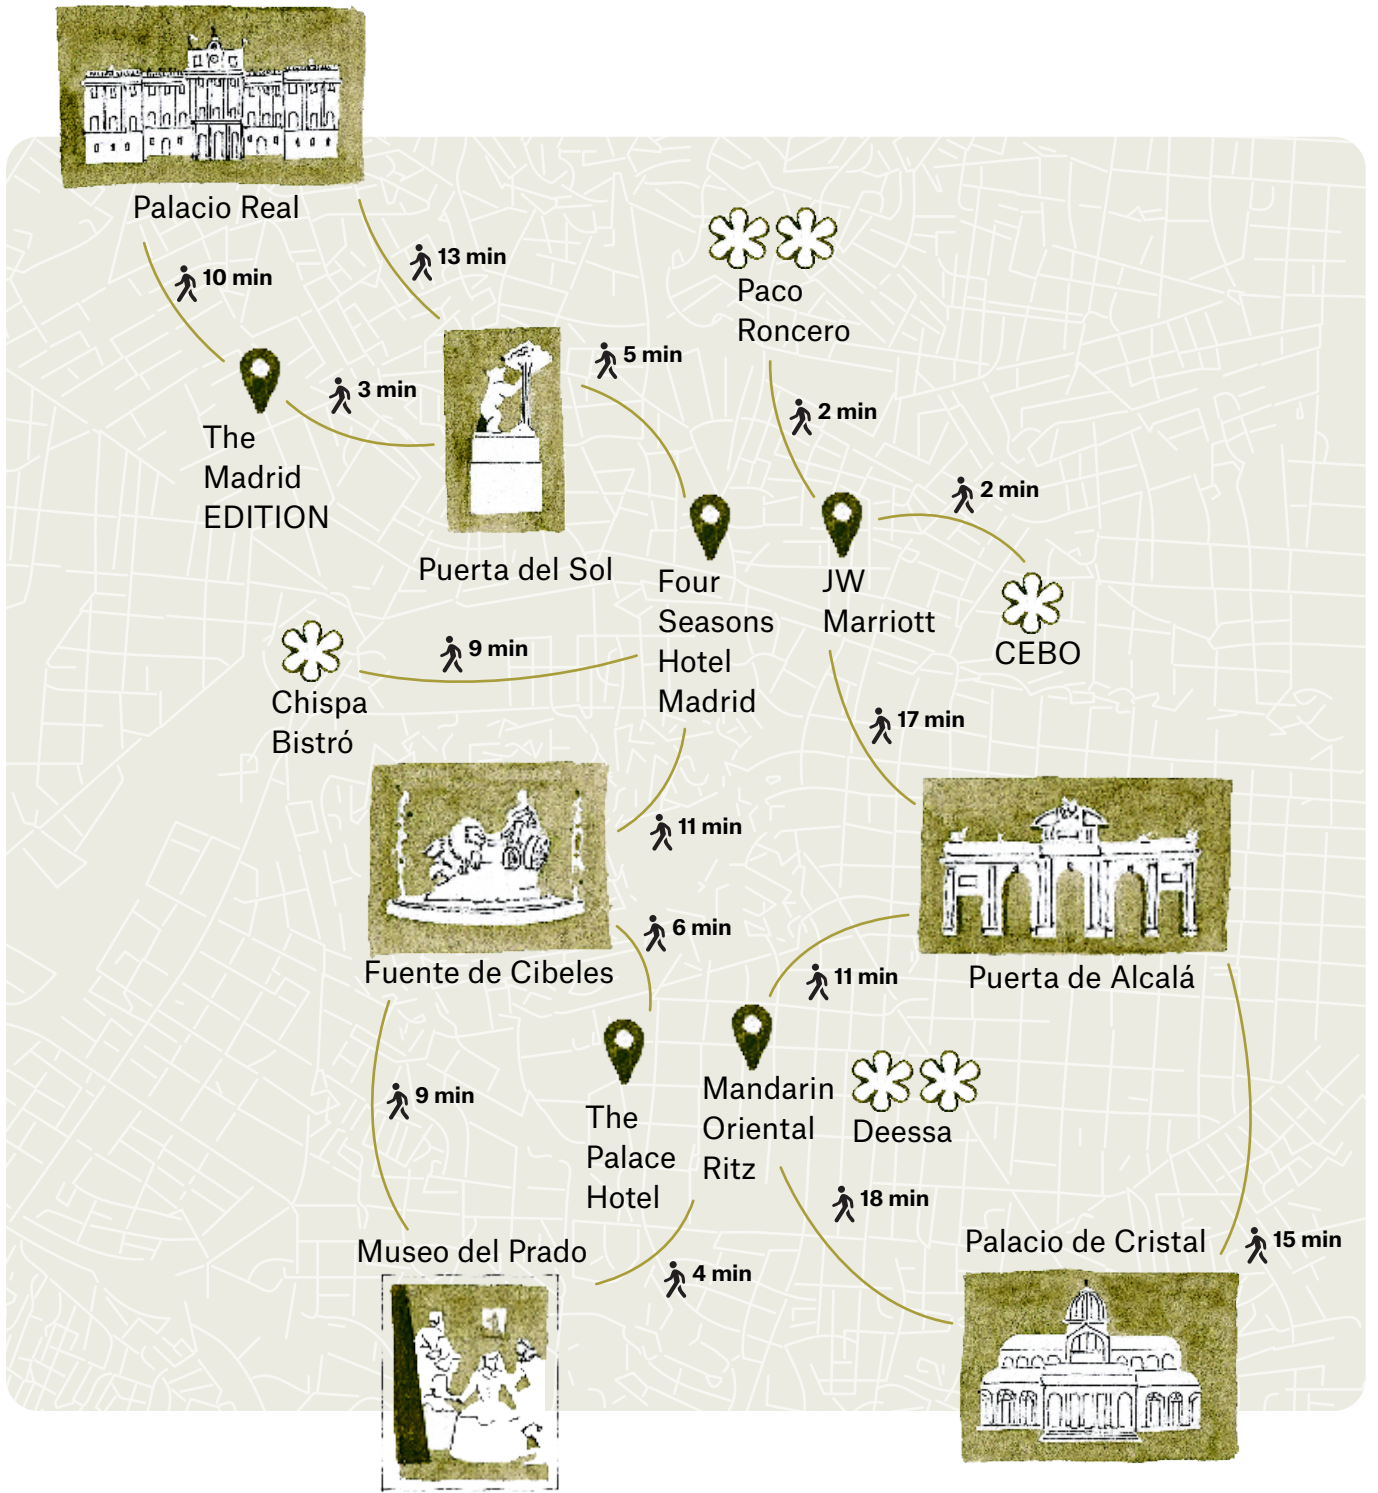 Palacio Real
13 min
10 min
Paco
Roncero
5 min
3 min
2 min
The
Madrid
EDITION
2 min
Puerta del Sol
Four
Seasons
Hotel
Madrid
JW
Marriott
CEBO
9 min
Chispa
Bistró
17 min
11 min
6 min
Fuente de Cibeles
Puerta de Alcalá
11 min
9 min
The
Palace
Hotel
Mandarin
Oriental
Ritz
Deessa
18 min
Museo del Prado
Palacio de Cristal
15 min
4 min